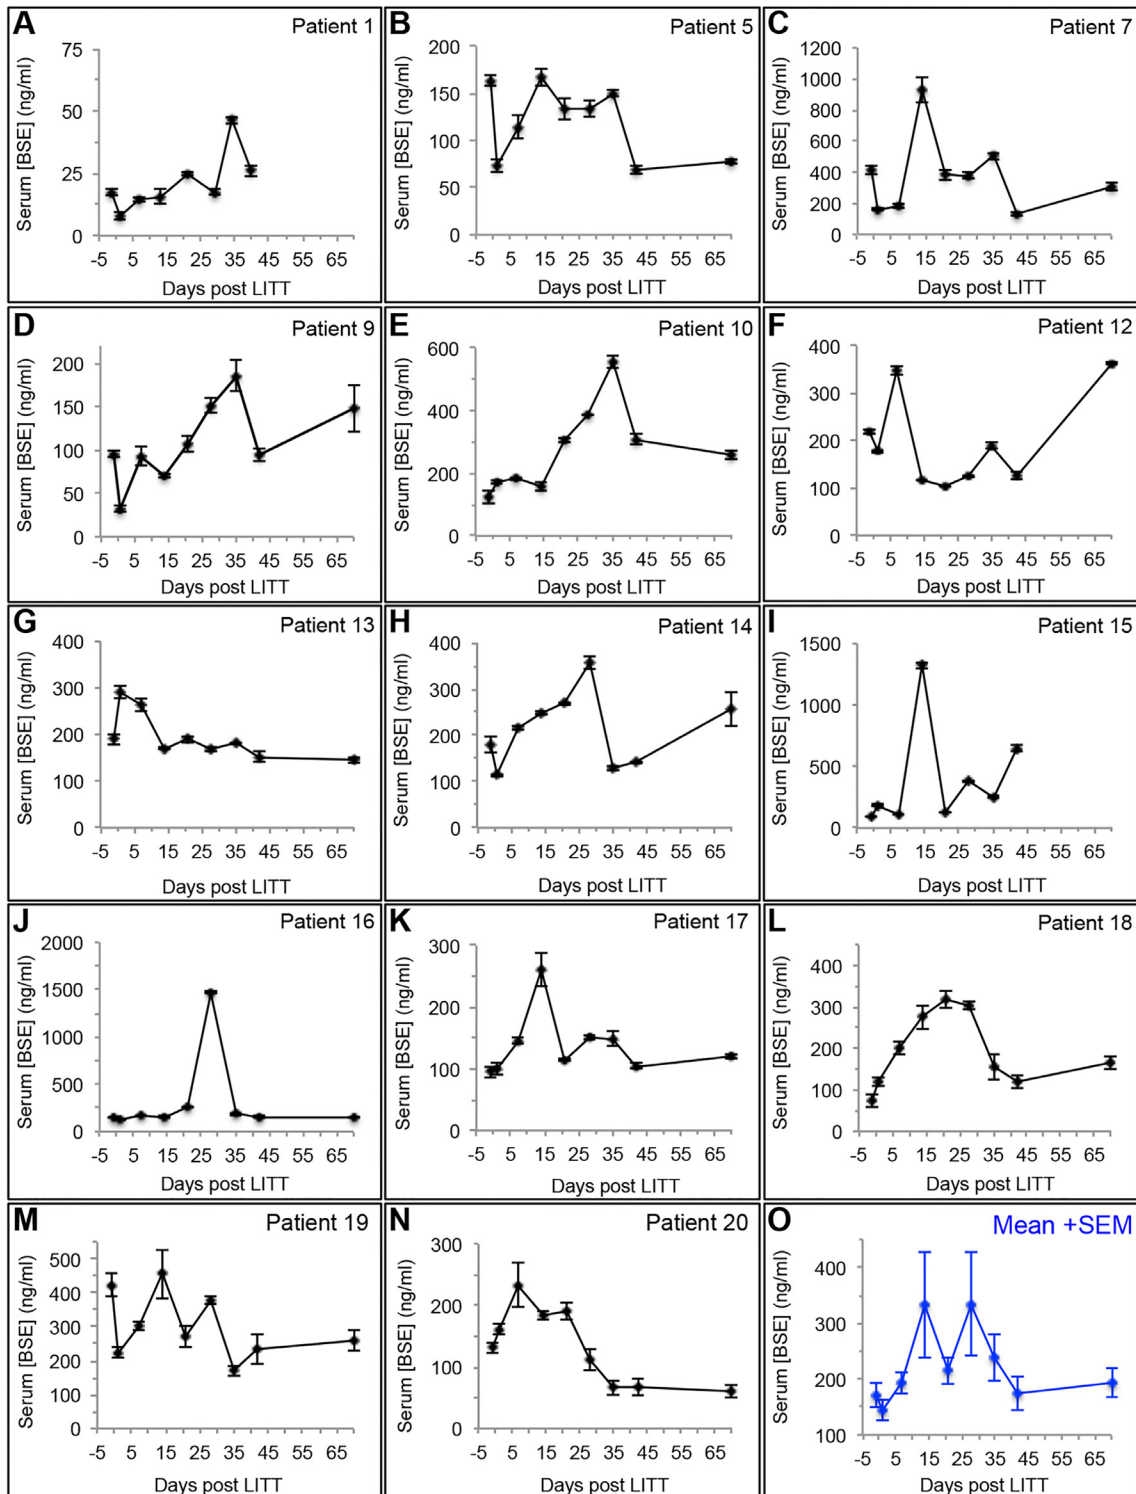 A Patient 1
Serum [BSE] (ng/ml)
75
50
25
0
-5 5 15 25 35 45 55 65
Days post LITT
B Patient 5
Serum [BSE] (ng/ml)
200
150
100
50
0
-5 5 15 25 35 45 55 65
Days post LITT
C Patient 7
Serum [BSE] (ng/ml)
1200
1000
800
600
400
200
0
-5 5 15 25 35 45 55 65
Days post LITT
D Patient 9
Serum [BSE] (ng/ml)
200
150
100
50
0
-5 5 15 25 35 45 55 65
Days post LITT
E Patient 10
Serum [BSE] (ng/ml)
600
400
200
0
-5 5 15 25 35 45 55 65
Days post LITT
F Patient 12
Serum [BSE] (ng/ml)
400
300
200
100
0
-5 5 15 25 35 45 55 65
Days post LITT
G Patient 13
Serum [BSE] (ng/ml)
400
300
200
100
0
-5 5 15 25 35 45 55 65
Days post LITT
H Patient 14
Serum [BSE] (ng/ml)
400
300
200
100
0
-5 5 15 25 35 45 55 65
Days post LITT
I Patient 15
Serum [BSE] (ng/ml)
1500
1000
500
0
-5 5 15 25 35 45 55 65
Days post LITT
J Patient 16
Serum [BSE] (ng/ml)
2000
1500
1000
500
0
-5 5 15 25 35 45 55 65
Days post LITT
K Patient 17
Serum [BSE] (ng/ml)
300
200
150
100
0
-5 5 15 25 35 45 55 65
Days post LITT
L Patient 18
Serum [BSE] (ng/ml)
400
300
200
100
0
-5 5 15 25 35 45 55 65
Days post LITT
M Patient 19
Serum [BSE] (ng/ml)
500
400
300
200
100
0
-5 5 15 25 35 45 55 65
Days post LITT
N Patient 20
Serum [BSE] (ng/ml)
300
200
100
0
-5 5 15 25 35 45 55 65
Days post LITT
O Mean +SEM
Serum [BSE] (ng/ml)
400
300
200
100
-5 5 15 25 35 45 55 65
Days post LITT